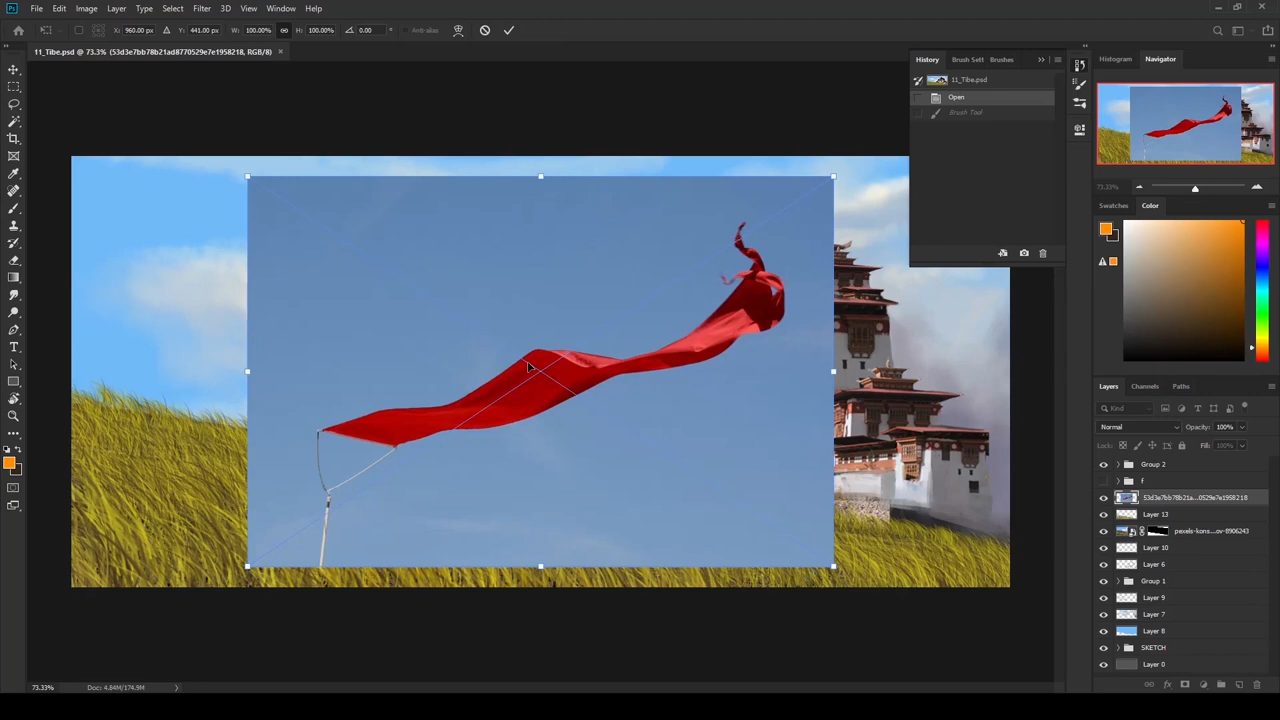 Ps File Edit Image Layer Type Select Filter 3D View Window Help
X: 960.00 px Y: 441.00 px W: 100.00% H: 100.00% 0.00 ° Anti-alias
11_Tibe.psd @ 73.3% (53d3e7bb78b21ad8770529e7e1958218, RGB/8) ×
History Brush Sett Brushes
11_Tibe.psd
Open
Brush Tool
Histogram Navigator
73.33%
Swatches Color
Layers Channels Paths
Kind
Normal Opacity: 100%
Lock: Fill: 100%
Group 2
f
53d3e7bb78b21a...0529e7e1958218
Layer 13
pexels-kons...ov-8906243
Layer 10
Layer 6
Group 1
Layer 9
Layer 7
Layer 8
SKETCH
Layer 0
73.33% Doc: 4.84M/174.9M